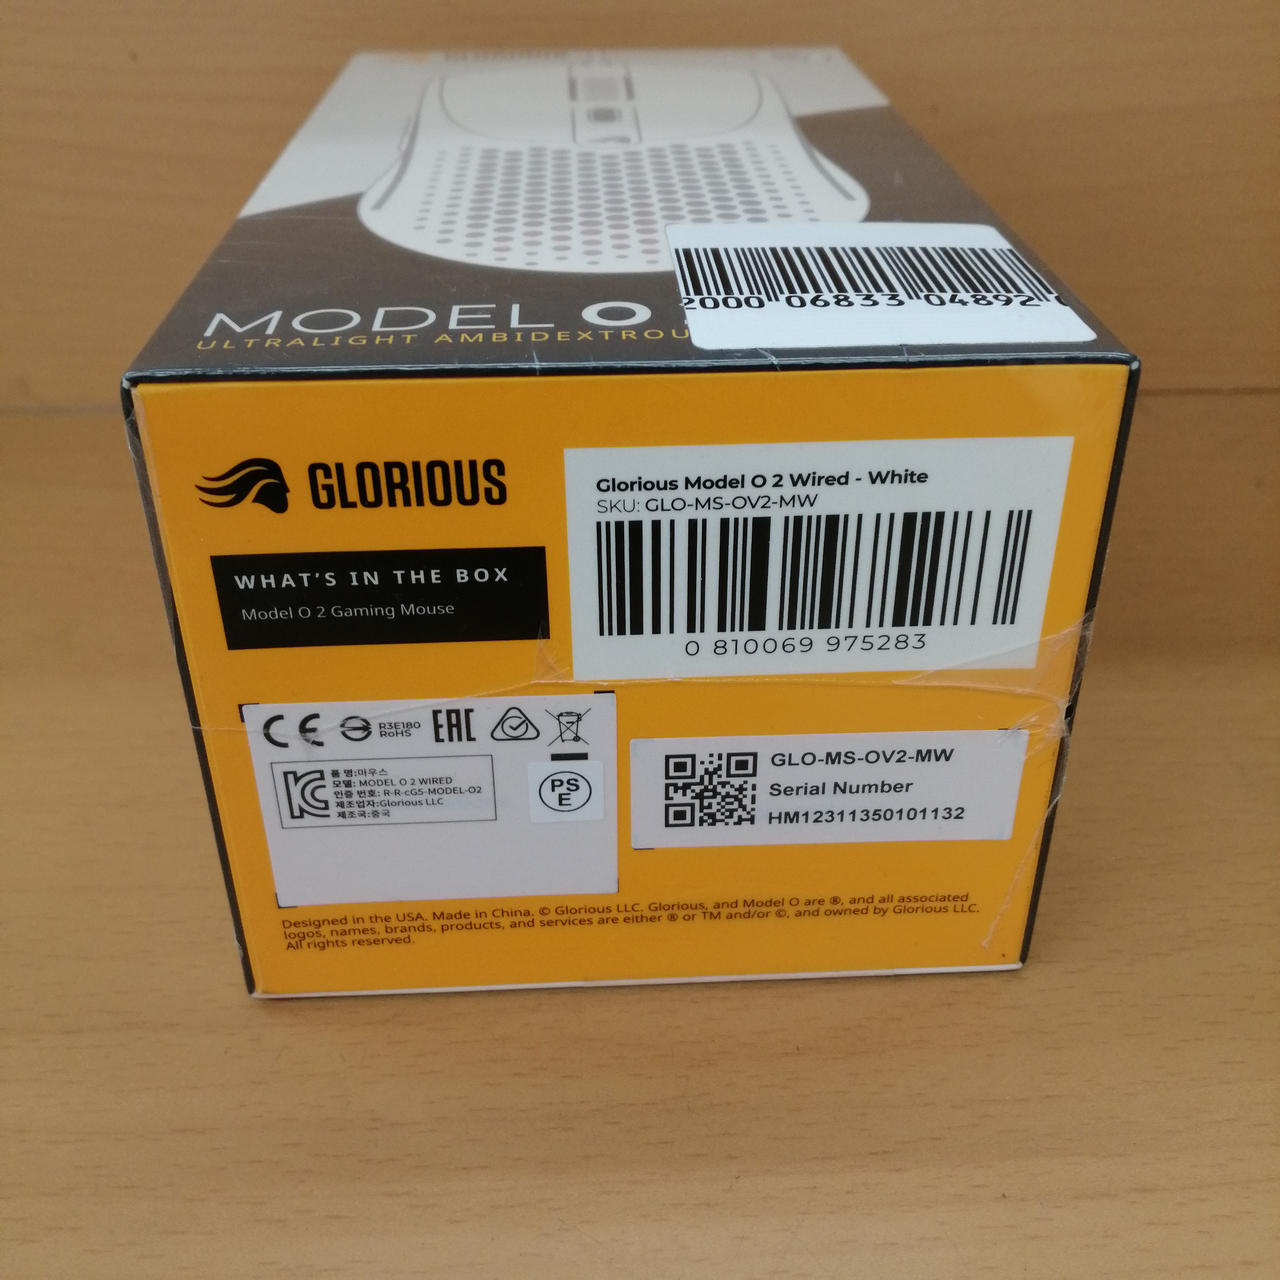 MODEL O
ULTRALIGHT AMBIDEXTROU
2000 06833 04892
GLORIOUS
WHAT'S IN THE BOX
Model O 2 Gaming Mouse
Glorious Model O 2 Wired - White
SKU: GLO-MS-OV2-MW
0 810069 975283
CE
R3E180
RoHS
EAC
KC
품 명:마우스
모델: MODEL O 2 WIRED
인증 번호: R-R-cG5-MODEL-O2
제조업자:Glorious LLC
제조국:중국
PS
E
GLO-MS-OV2-MW
Serial Number
HM12311350101132
Designed in the USA. Made in China. © Glorious LLC. Glorious, and Model O are ®, and all associated
logos, names, brands, products, and services are either ® or TM and/or ©, and owned by Glorious LLC.
All rights reserved.